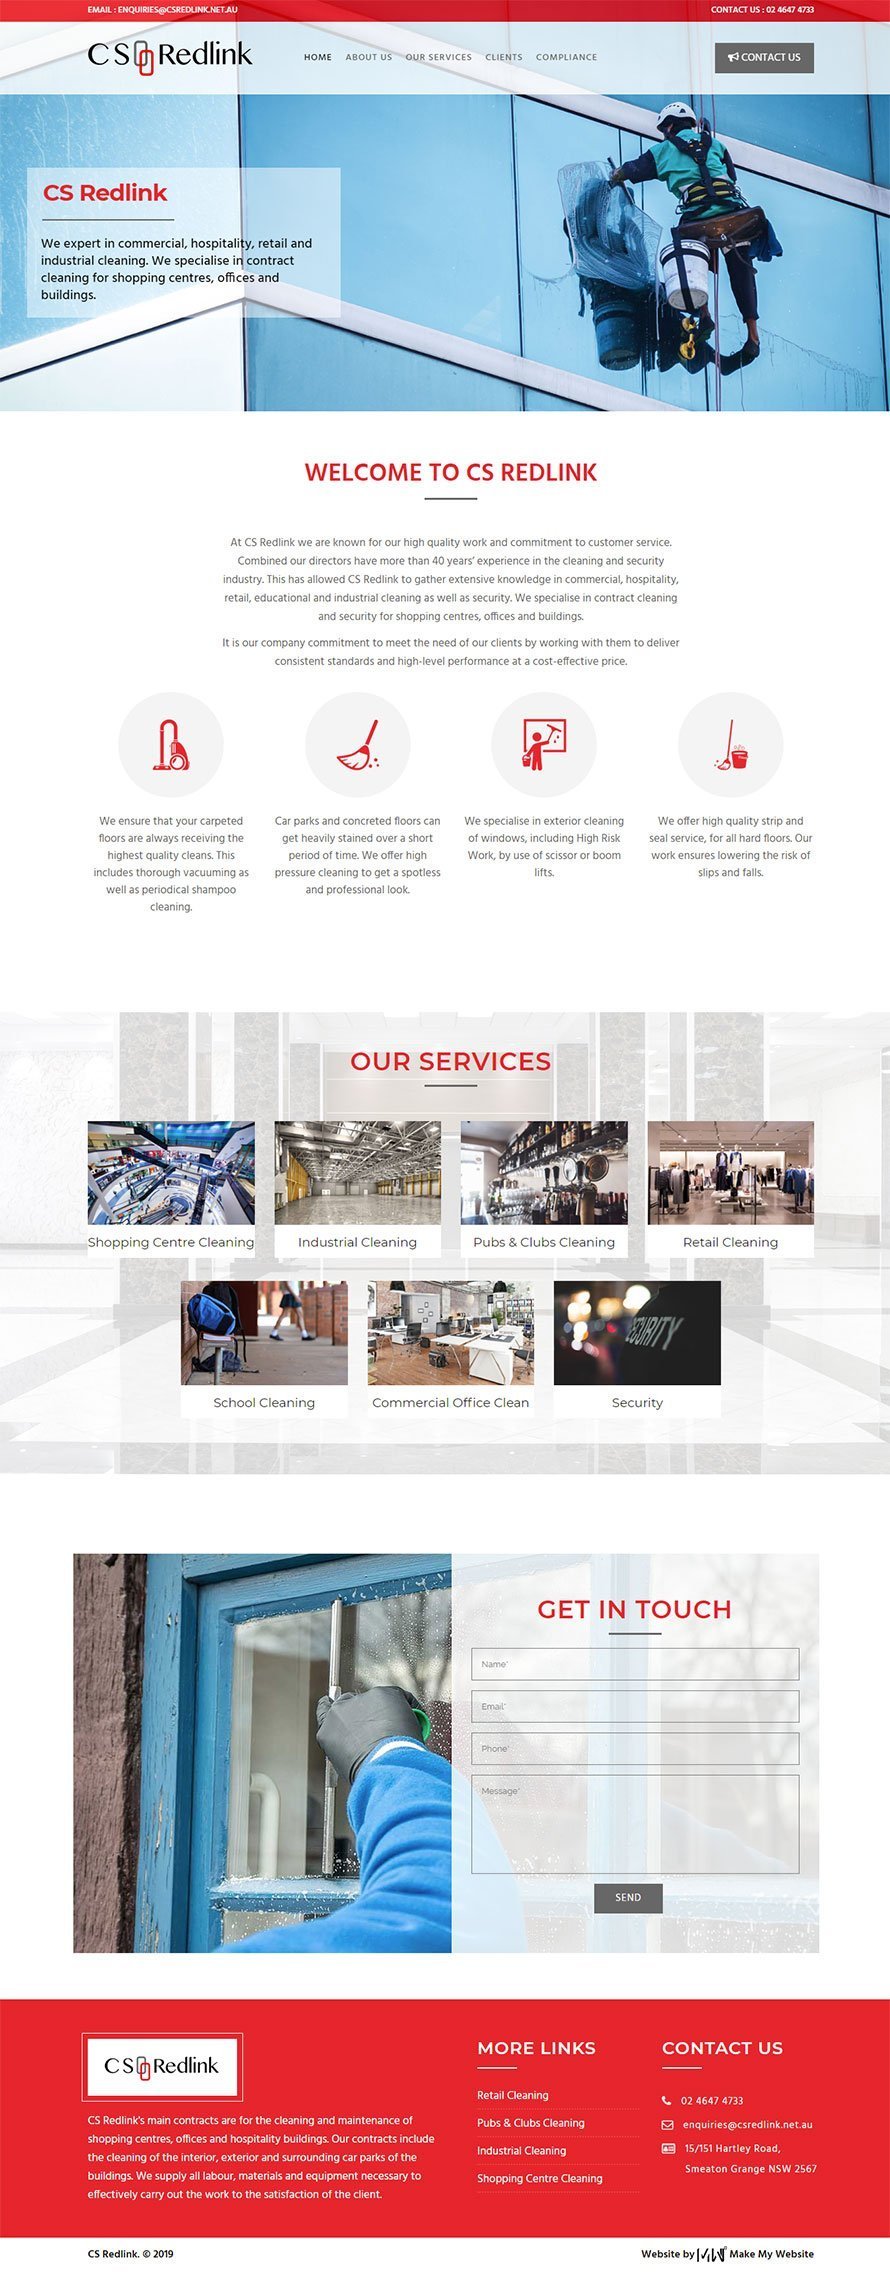 EMAIL : ENQUIRIES@CSREDLINK.NET.AU
CONTACT US : 02 4647 4733
CS Redlink
HOME ABOUT US OUR SERVICES CLIENTS COMPLIANCE
CONTACT US
CS Redlink
We expert in commercial, hospitality, retail and
industrial cleaning. We specialise in contract
cleaning for shopping centres, offices and
buildings.
WELCOME TO CS REDLINK
At CS Redlink we are known for our high quality work and commitment to customer service.
Combined our directors have more than 40 years' experience in the cleaning and security
industry. This has allowed CS Redlink to gather extensive knowledge in commercial, hospitality,
retail, educational and industrial cleaning as well as security. We specialise in contract cleaning
and security for shopping centres, offices and buildings.
It is our company commitment to meet the need of our clients by working with them to deliver
consistent standards and high-level performance at a cost-effective price.
We ensure that your carpeted
floors are always receiving the
highest quality cleans. This
includes thorough vacuuming as
well as periodical shampoo
cleaning.
Car parks and concreted floors can
get heavily stained over a short
period of time. We offer high
pressure cleaning to get a spotless
and professional look.
We specialise in exterior cleaning
of windows, including High Risk
Work, by use of scissor or boom
lifts.
We offer high quality strip and
seal service, for all hard floors. Our
work ensures lowering the risk of
slips and falls.
OUR SERVICES
Shopping Centre Cleaning
Industrial Cleaning
Pubs & Clubs Cleaning
Retail Cleaning
School Cleaning
Commercial Office Clean
SECURITY
Security
GET IN TOUCH
Name*
Email*
Phone*
Message*
SEND
CS Redlink
CS Redlink's main contracts are for the cleaning and maintenance of
shopping centres, offices and hospitality buildings. Our contracts include
the cleaning of the interior, exterior and surrounding car parks of the
buildings. We supply all labour, materials and equipment necessary to
effectively carry out the work to the satisfaction of the client.
MORE LINKS
Retail Cleaning
Pubs & Clubs Cleaning
Industrial Cleaning
Shopping Centre Cleaning
CONTACT US
02 4647 4733
enquiries@csredlink.net.au
15/151 Hartley Road,
Smeaton Grange NSW 2567
CS Redlink. © 2019
Website by Make My Website